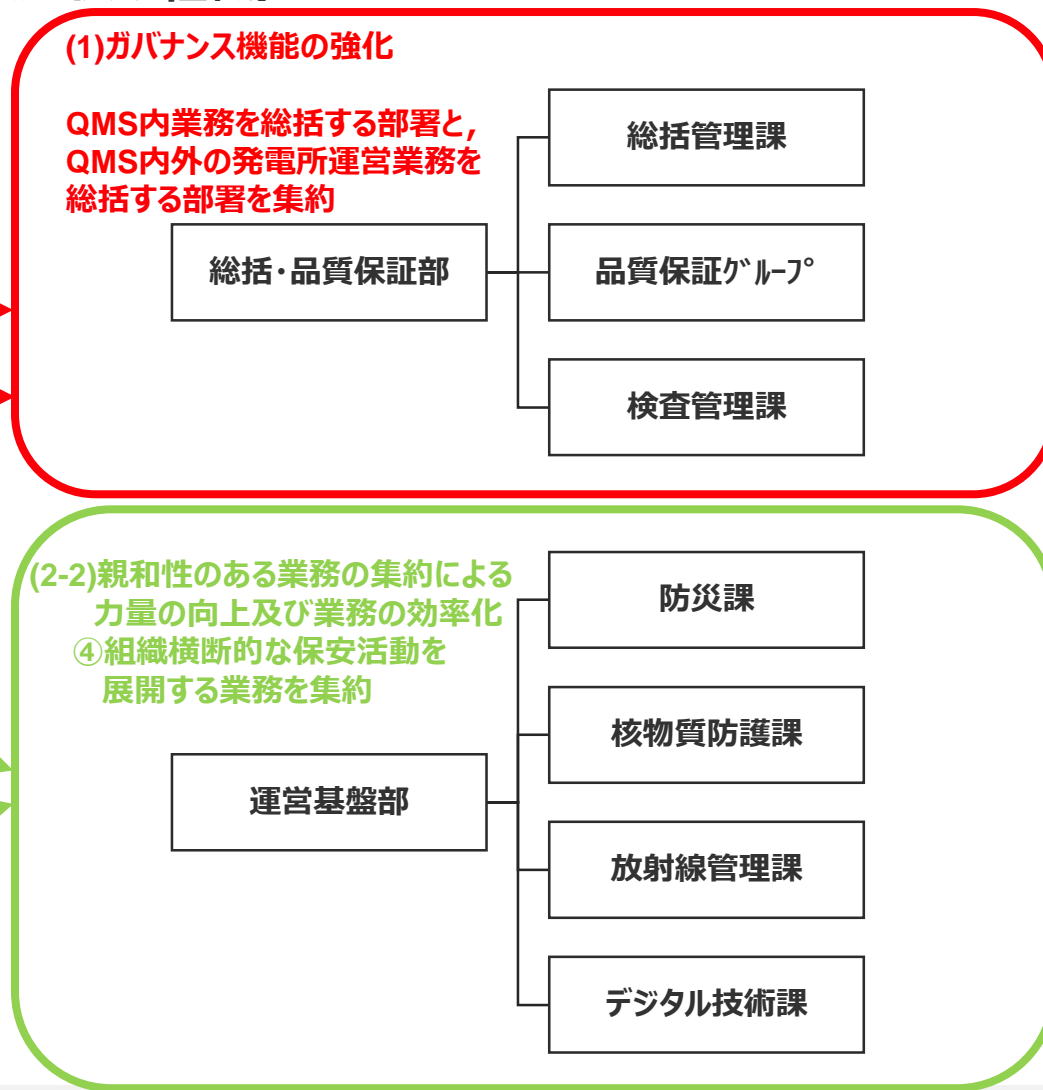 (1)ガバナンス機能の強化
QMS内業務を総括する部署と,
QMS内外の発電所運営業務を
総括する部署を集約
総括・品質保証部
総括管理課
品質保証ｸﾞﾙｰﾌﾟ
検査管理課
(2-2)親和性のある業務の集約による
力量の向上及び業務の効率化
④組織横断的な保安活動を
展開する業務を集約
運営基盤部
防災課
核物質防護課
放射線管理課
デジタル技術課